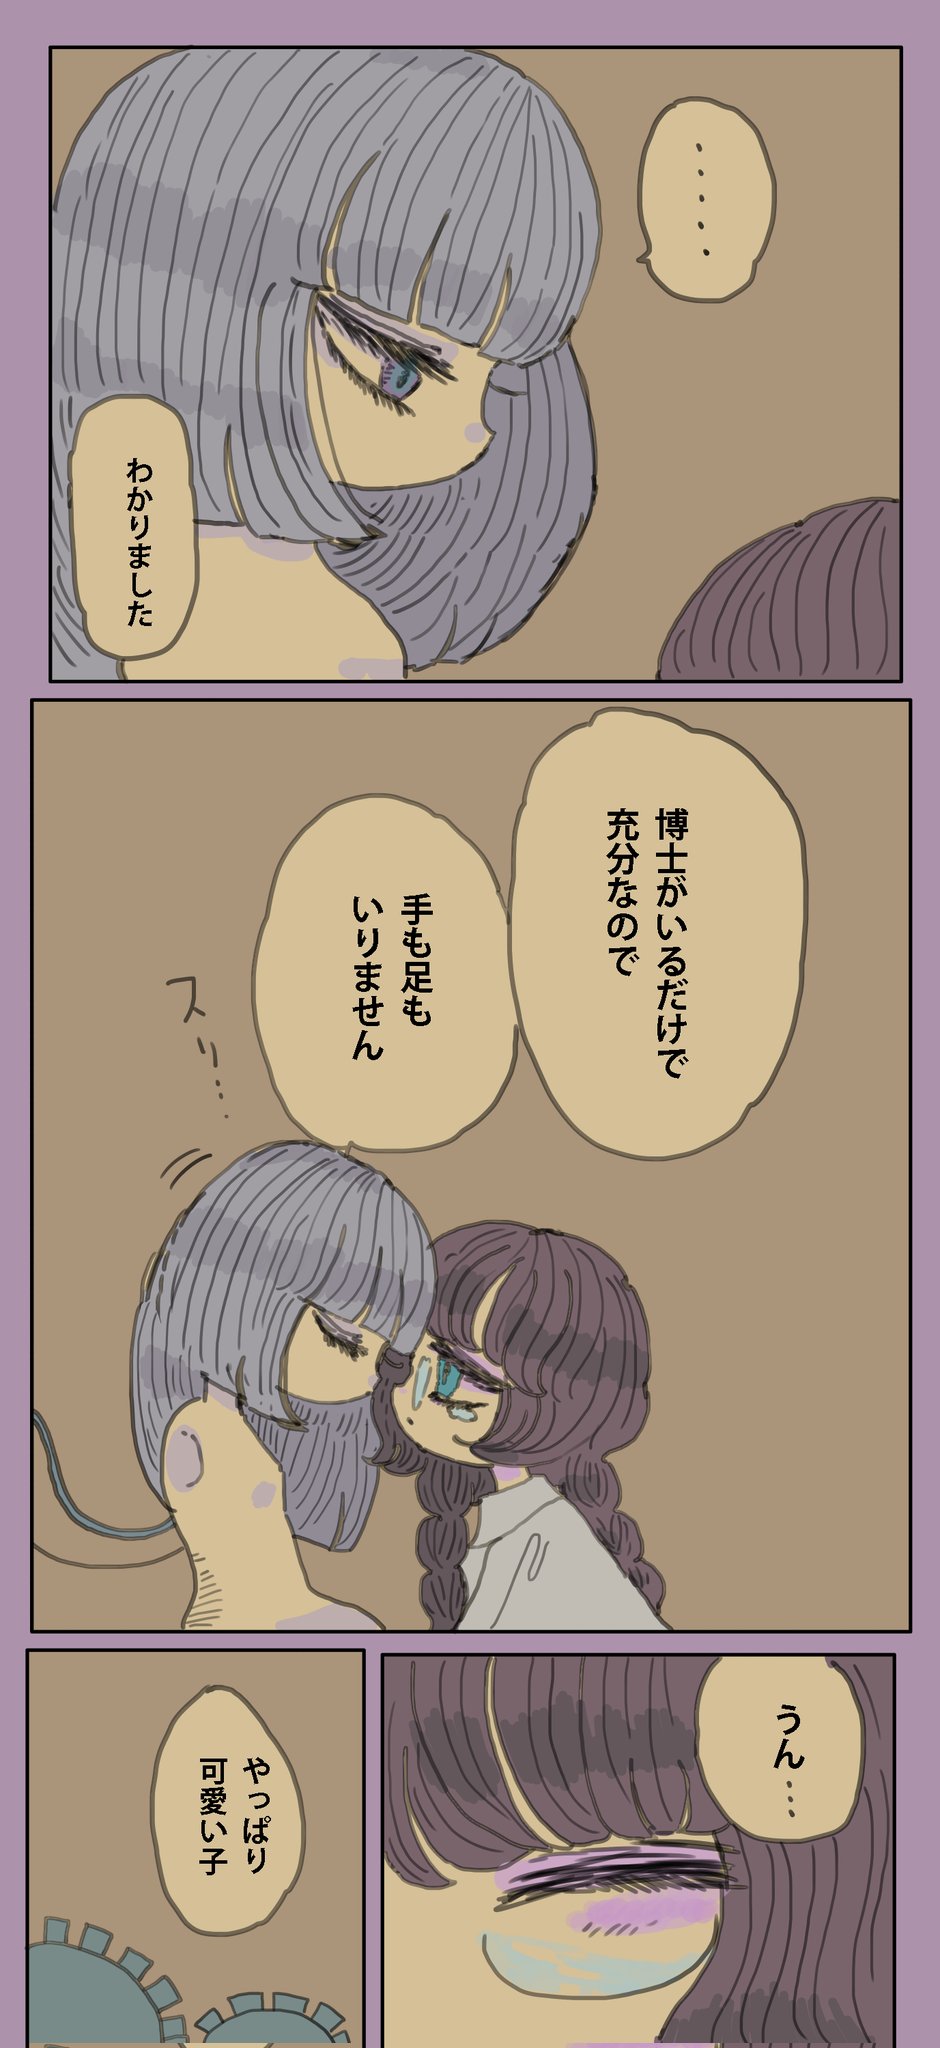 ・・・・・
わかりました
博士がいるだけで
充分なので
手も足も
いりません
スリ…
うん…
やっぱり
可愛い子